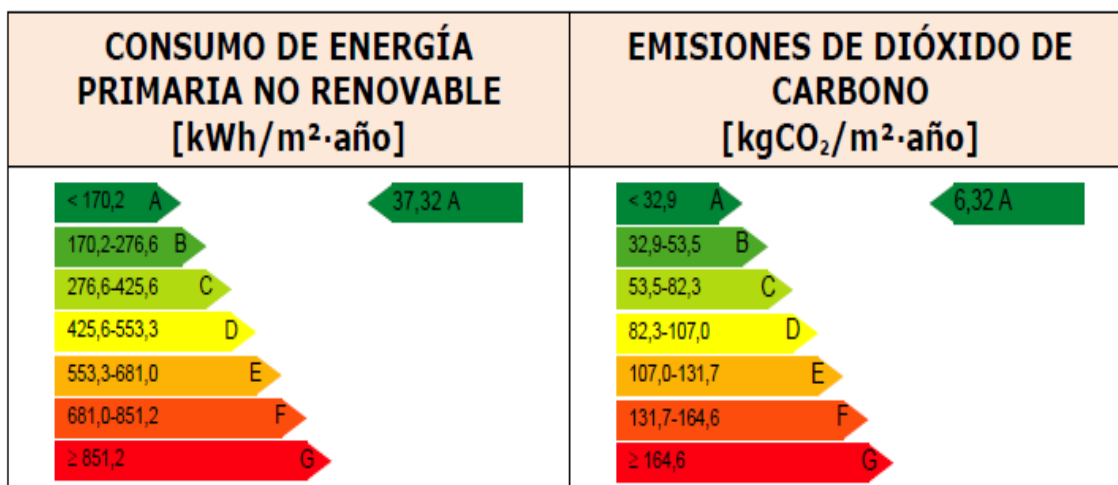 CONSUMO DE ENERGÍA
PRIMARIA NO RENOVABLE
[kWh/m²·año]
EMISIONES DE DIÓXIDO DE
CARBONO
[kgCO₂/m²·año]
< 170,2 A
37,32 A
170,2-276,6 B
276,6-425,6 C
425,6-553,3 D
553,3-681,0 E
681,0-851,2 F
≥ 851,2 G
< 32,9 A
6,32 A
32,9-53,5 B
53,5-82,3 C
82,3-107,0 D
107,0-131,7 E
131,7-164,6 F
≥ 164,6 G